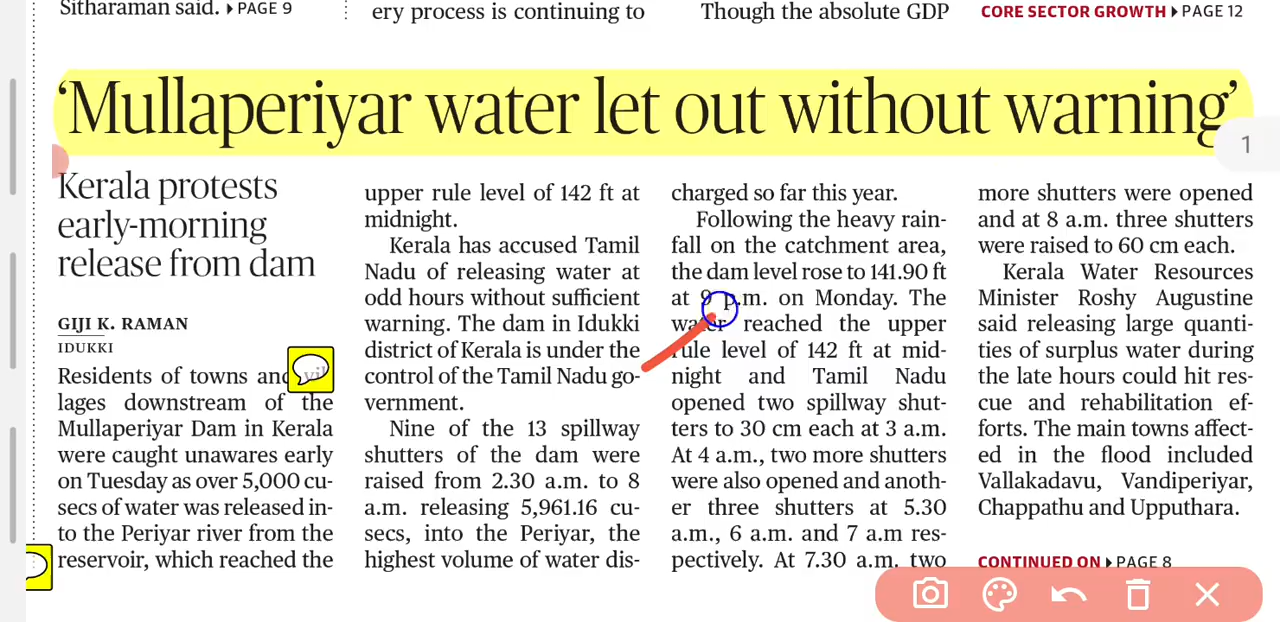 Sitharaman said. ▸ PAGE 9
ery process is continuing to
Though the absolute GDP
CORE SECTOR GROWTH ▸ PAGE 12
‘Mullaperiyar water let out without warning’
1
Kerala protests
early-morning
release from dam
GIJI K. RAMAN
IDUKKI
Residents of towns and vil-
lages downstream of the
Mullaperiyar Dam in Kerala
were caught unawares early
on Tuesday as over 5,000 cu-
secs of water was released in-
to the Periyar river from the
reservoir, which reached the
upper rule level of 142 ft at
midnight.
Kerala has accused Tamil
Nadu of releasing water at
odd hours without sufficient
warning. The dam in Idukki
district of Kerala is under the
control of the Tamil Nadu go-
vernment.
Nine of the 13 spillway
shutters of the dam were
raised from 2.30 a.m. to 8
a.m. releasing 5,961.16 cu-
secs, into the Periyar, the
highest volume of water dis-
charged so far this year.
Following the heavy rain-
fall on the catchment area,
the dam level rose to 141.90 ft
at 9 p.m. on Monday. The
water reached the upper
rule level of 142 ft at mid-
night and Tamil Nadu
opened two spillway shut-
ters to 30 cm each at 3 a.m.
At 4 a.m., two more shutters
were also opened and anoth-
er three shutters at 5.30
a.m., 6 a.m. and 7 a.m res-
pectively. At 7.30 a.m. two
more shutters were opened
and at 8 a.m. three shutters
were raised to 60 cm each.
Kerala Water Resources
Minister Roshy Augustine
said releasing large quanti-
ties of surplus water during
the late hours could hit res-
cue and rehabilitation ef-
forts. The main towns affect-
ed in the flood included
Vallakadavu, Vandiperiyar,
Chappathu and Upputhara.
CONTINUED ON ▸ PAGE 8